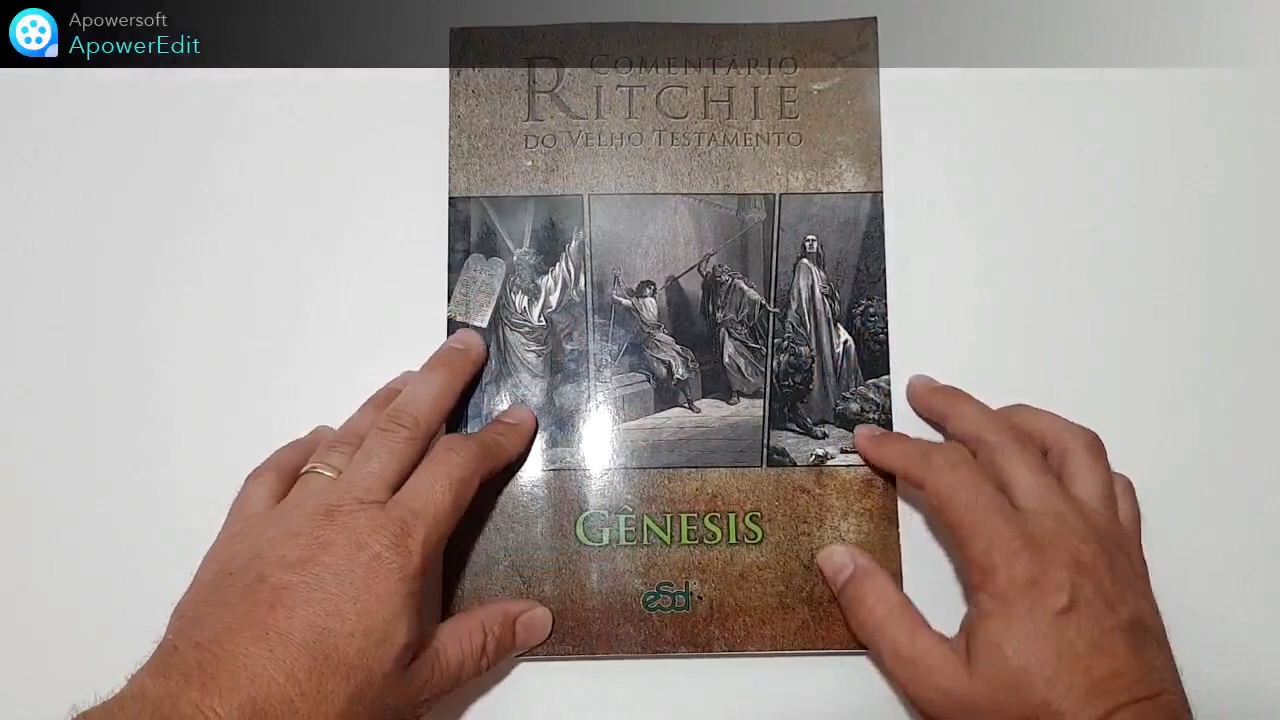 Apowersoft
ApowerEdit
COMENTÁRIO
RITCHIE
DO VELHO TESTAMENTO
GÊNESIS
esd